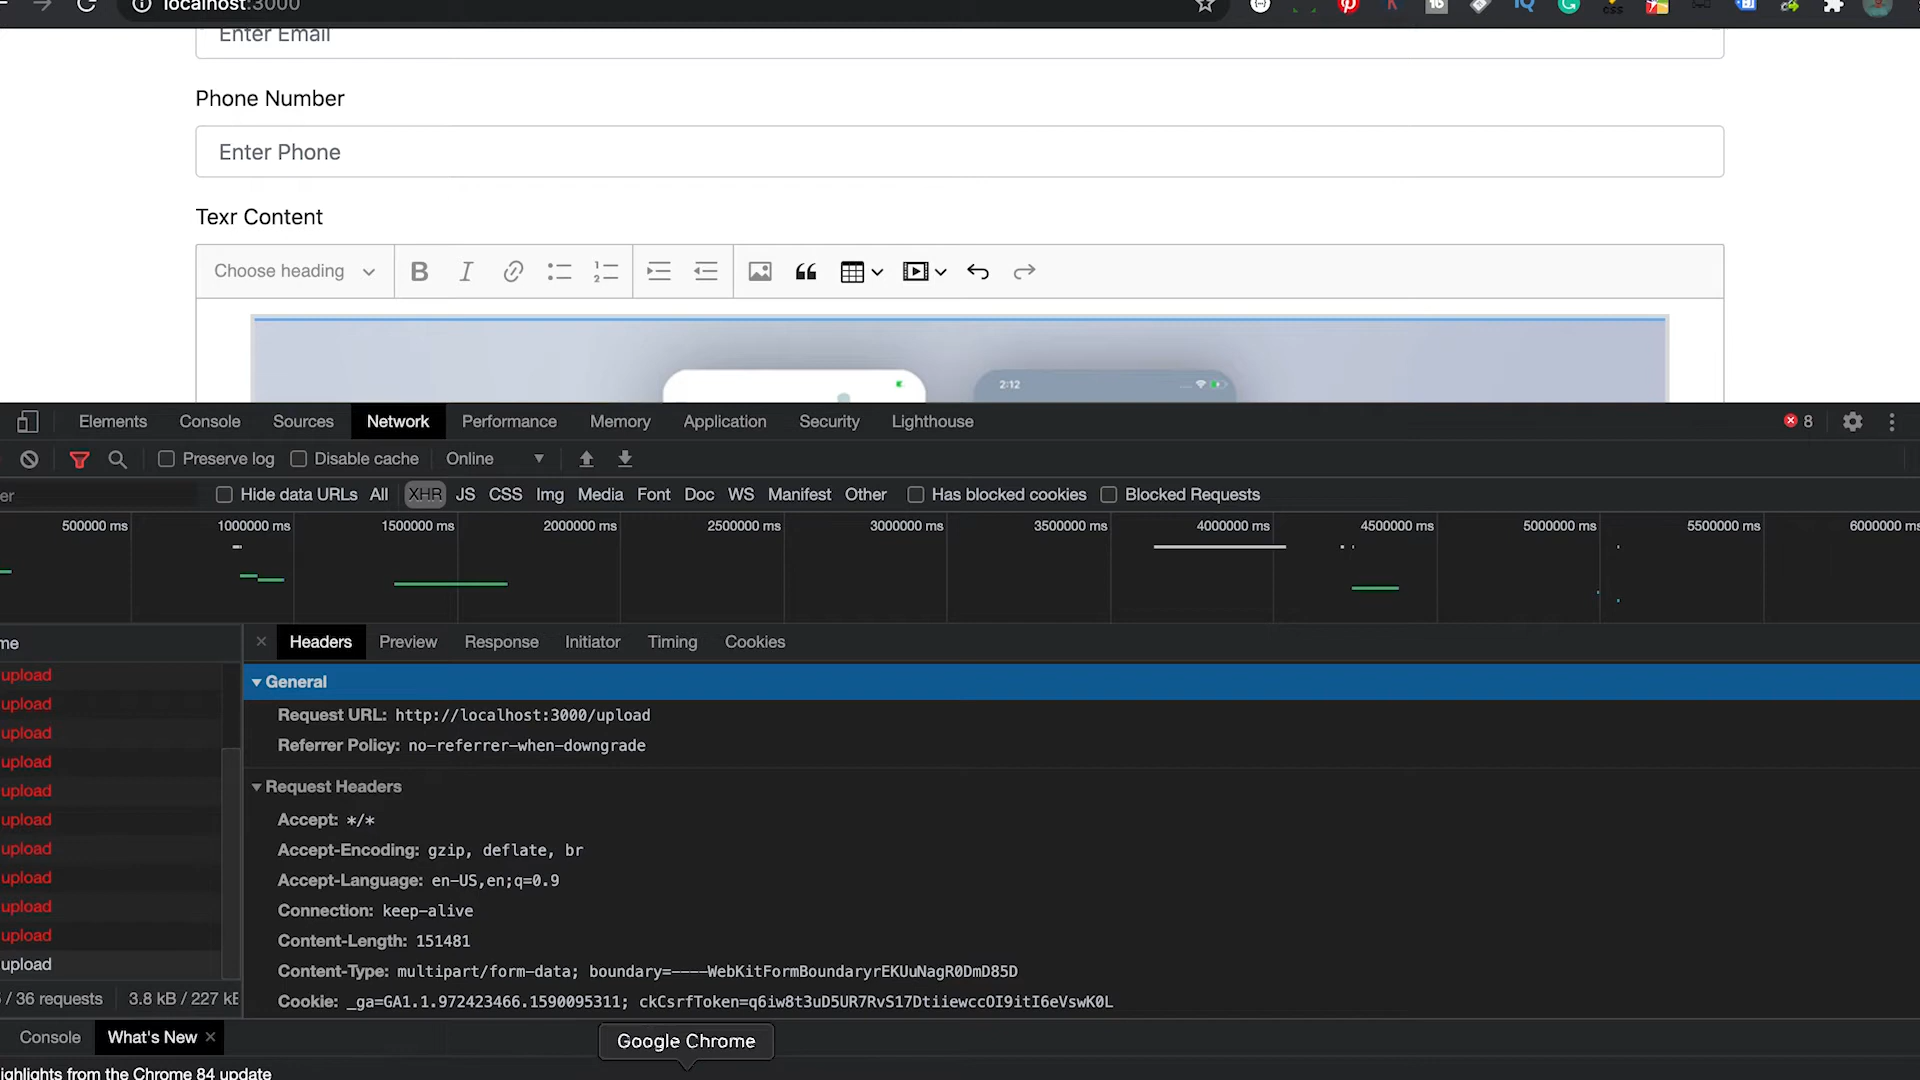 localhost:3000
Enter Email
Phone Number
Enter Phone
Texr Content
Choose heading
2:12
Elements Console Sources Network Performance Memory Application Security Lighthouse 8
Preserve log Disable cache Online
er Hide data URLs All XHR JS CSS Img Media Font Doc WS Manifest Other Has blocked cookies Blocked Requests
500000 ms 1000000 ms 1500000 ms 2000000 ms 2500000 ms 3000000 ms 3500000 ms 4000000 ms 4500000 ms 5000000 ms 5500000 ms 6000000 ms
me Headers Preview Response Initiator Timing Cookies
upload
upload
upload
upload
upload
upload
upload
upload
upload
upload
upload
General
Request URL: http://localhost:3000/upload
Referrer Policy: no-referrer-when-downgrade
Request Headers
Accept: */*
Accept-Encoding: gzip, deflate, br
Accept-Language: en-US,en;q=0.9
Connection: keep-alive
Content-Length: 151481
Content-Type: multipart/form-data; boundary=----WebKitFormBoundaryrEKUuNagR0DmD85D
Cookie: _ga=GA1.1.972423466.1590095311; ckCsrfToken=q6iw8t3uD5UR7RvS17DtiiewccOI9itI6eVswK0L
/ 36 requests 3.8 kB / 227 kE
Console What's New
Google Chrome
ighlights from the Chrome 84 update